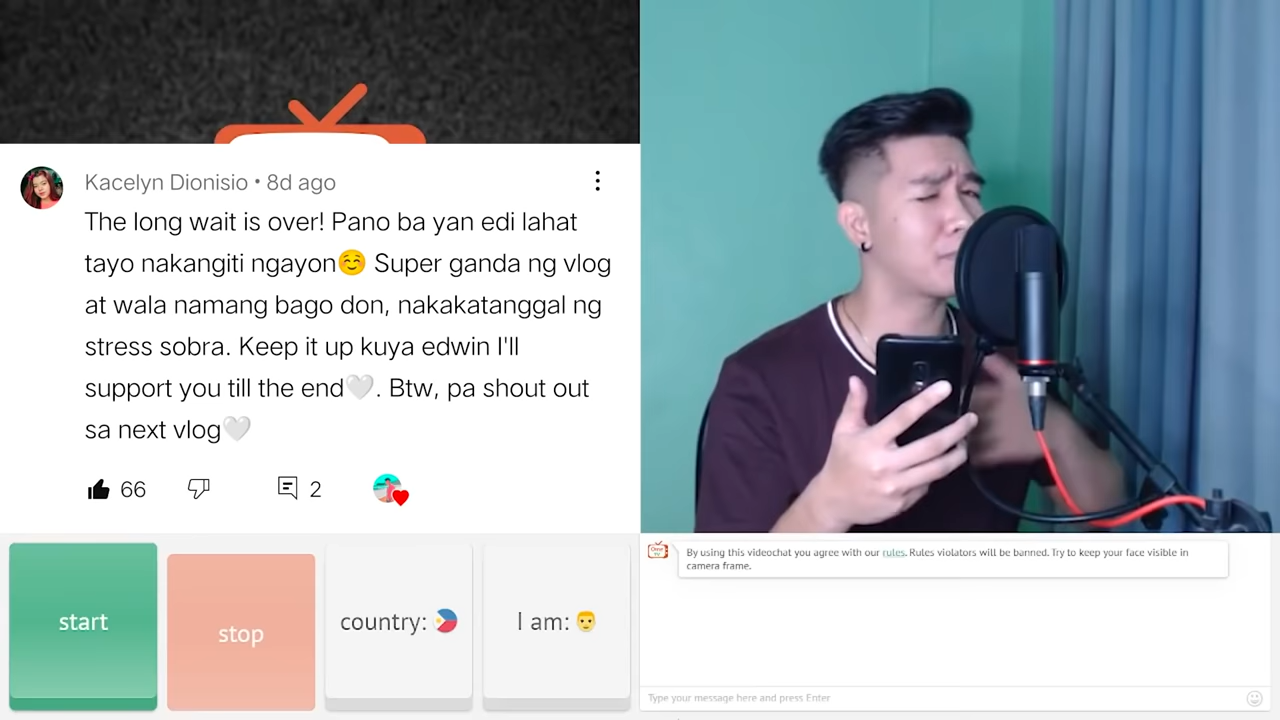 Kacelyn Dionisio • 8d ago
The long wait is over! Pano ba yan edi lahat
tayo nakangiti ngayon☺️ Super ganda ng vlog
at wala namang bago don, nakakatanggal ng
stress sobra. Keep it up kuya edwin I'll
support you till the end🤍. Btw, pa shout out
sa next vlog🤍
66
2
start
stop
country:
I am:
By using this videochat you agree with our rules. Rules violators will be banned. Try to keep your face visible in
camera frame.
Type your message here and press Enter